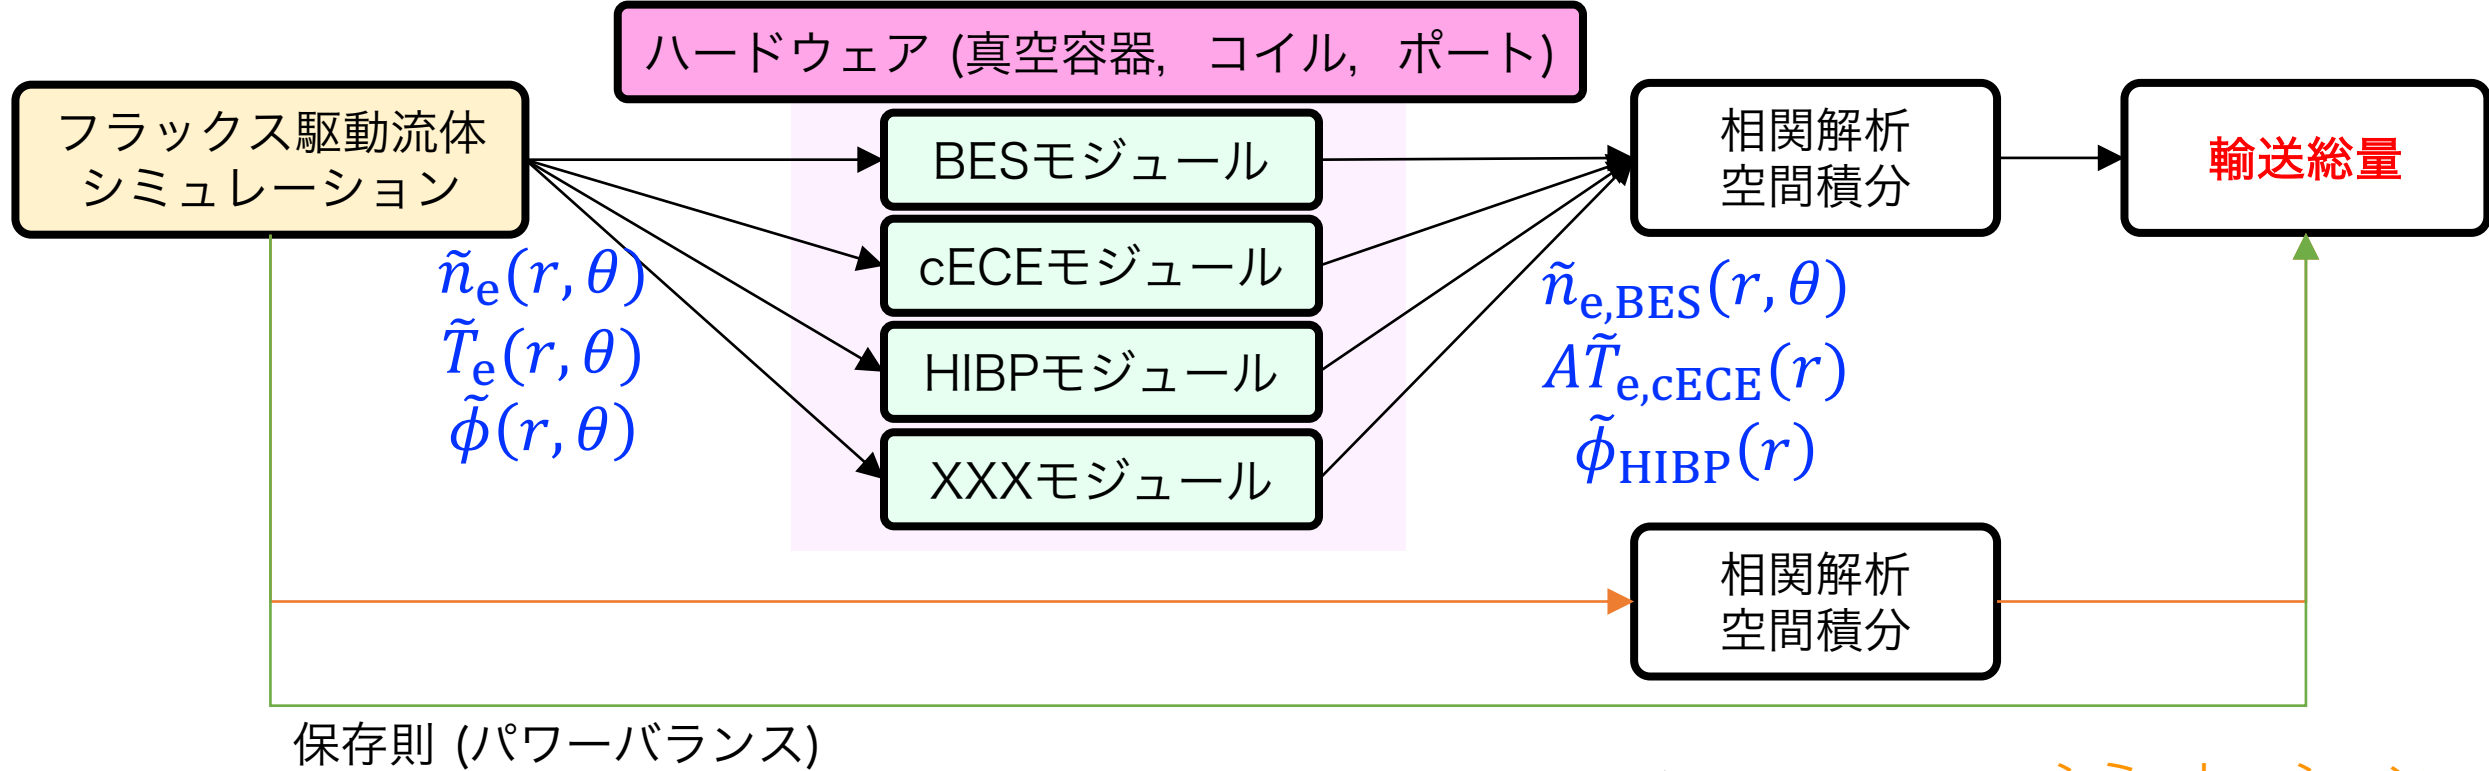 ハードウェア (真空容器, コイル, ポート)
フラックス駆動流体
シミュレーション
BESモジュール
cECEモジュール
HIBPモジュール
XXXモジュール
ñ_e(r, θ)
T̃_e(r, θ)
ϕ̃(r, θ)
相関解析
空間積分
輸送総量
ñ_e,BES(r, θ)
AT̃_e,cECE(r)
ϕ̃_HIBP(r)
相関解析
空間積分
保存則 (パワーバランス)